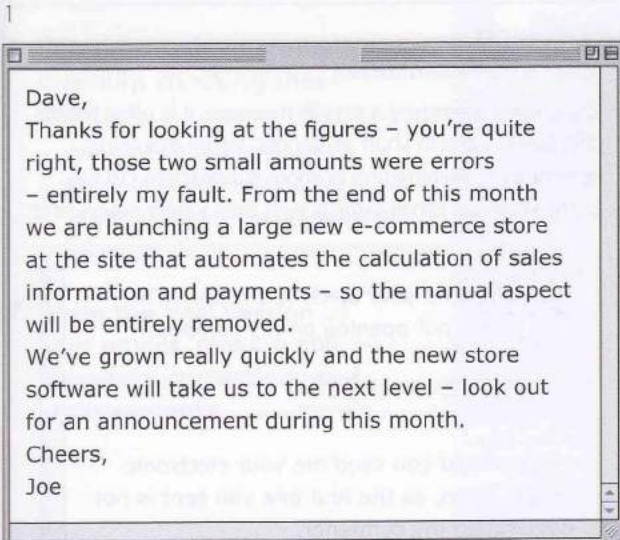 1
Dave,
Thanks for looking at the figures – you're quite
right, those two small amounts were errors
– entirely my fault. From the end of this month
we are launching a large new e-commerce store
at the site that automates the calculation of sales
information and payments – so the manual aspect
will be entirely removed.
We've grown really quickly and the new store
software will take us to the next level – look out
for an announcement during this month.
Cheers,
Joe